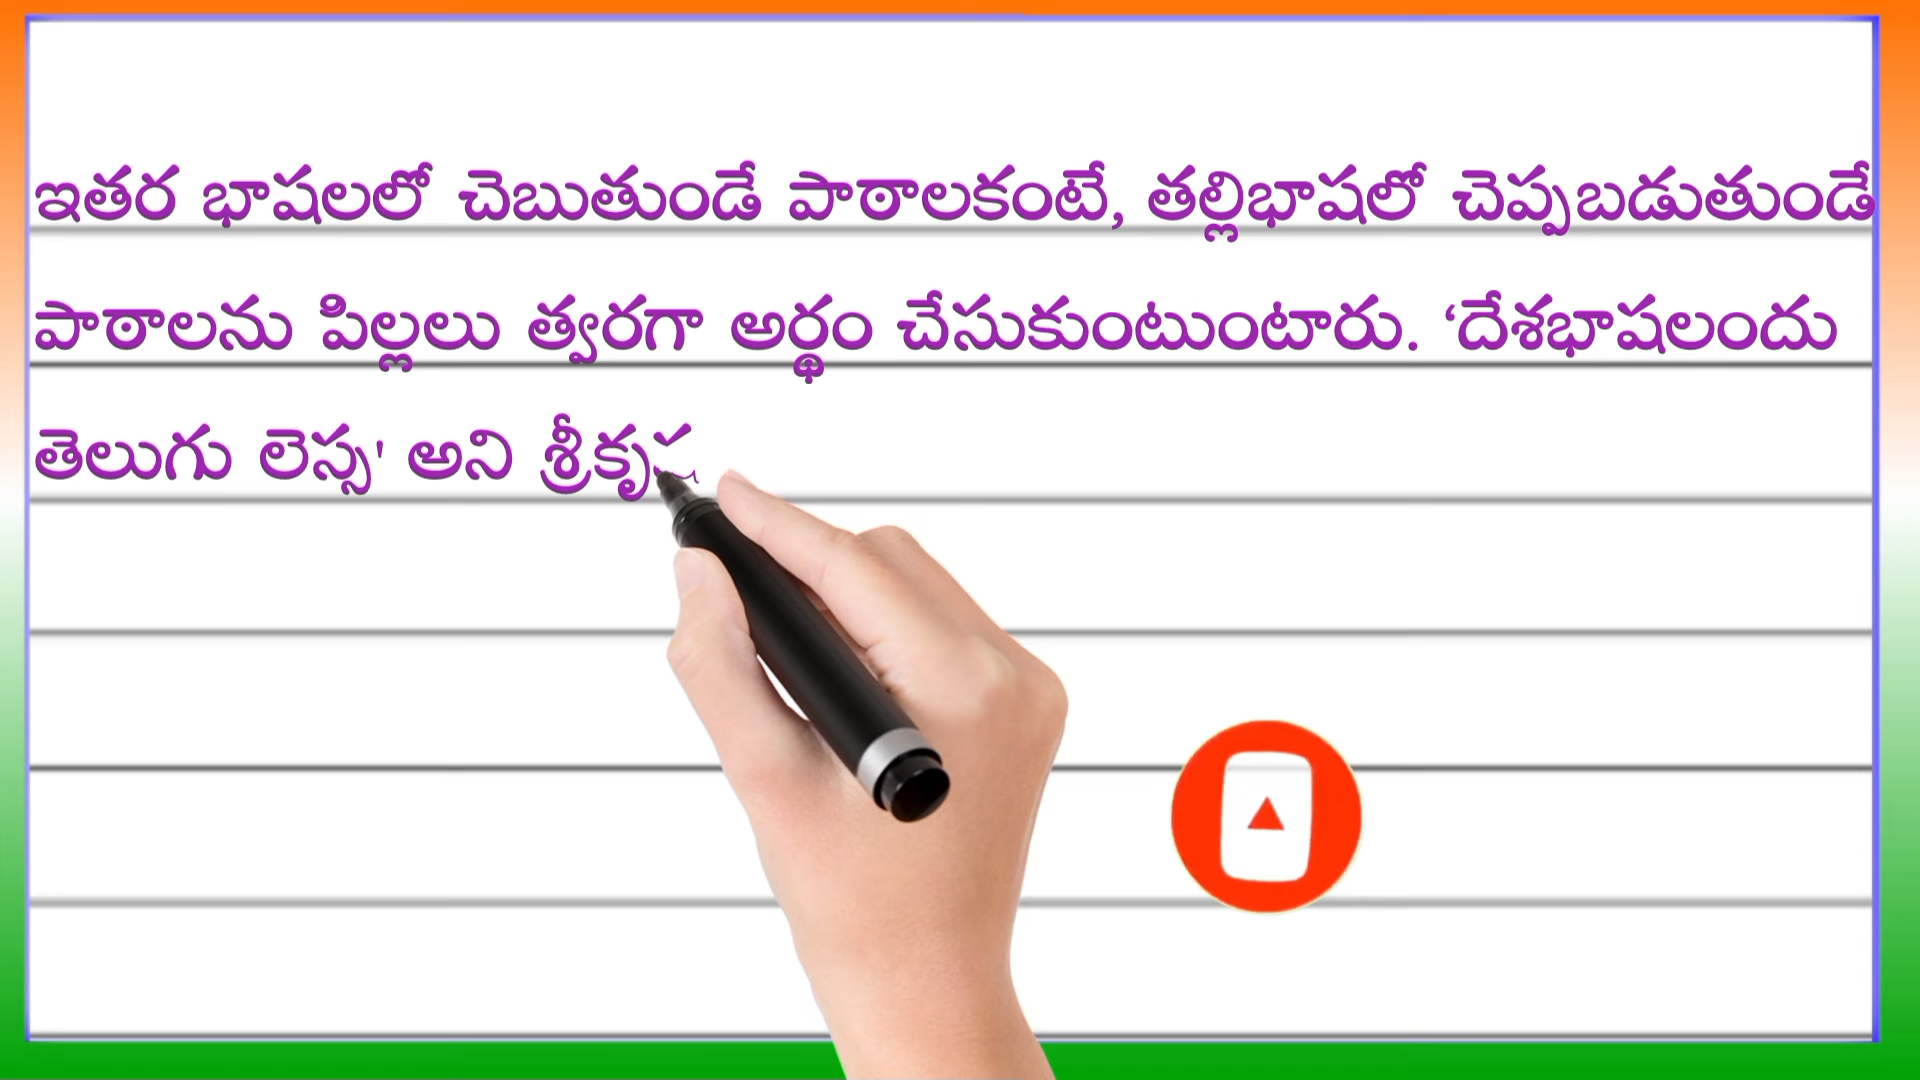 ఇతర భాషలలో చెబుతుండే పాఠాలకంటే, తల్లిభాషలో చెప్పబడుతుండే
పాఠాలను పిల్లలు త్వరగా అర్థం చేసుకుంటుంటారు. ‘దేశభాషలందు
తెలుగు లెస్స' అని